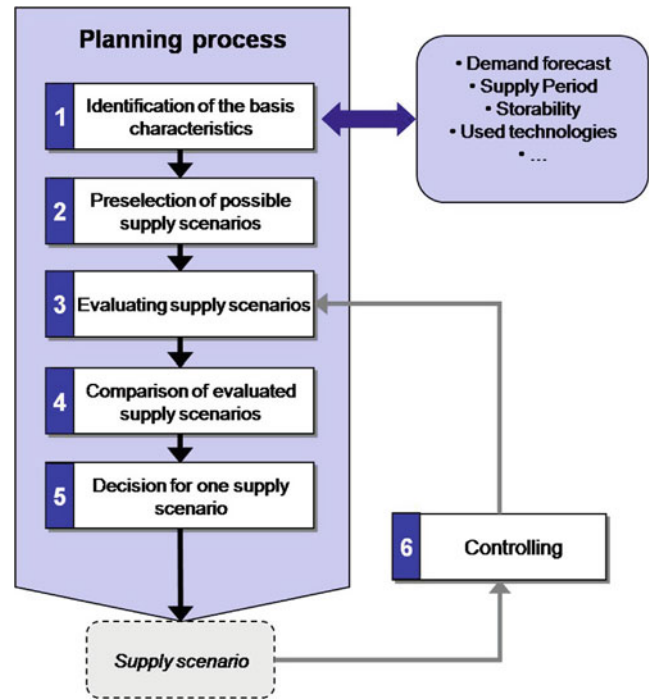 Planning process
1
Identification of the basis
characteristics
• Demand forecast
• Supply Period
• Storability
• Used technologies
• ...
2
Preselection of possible
supply scenarios
3
Evaluating supply scenarios
4
Comparison of evaluated
supply scenarios
5
Decision for one supply
scenario
6
Controlling
Supply scenario